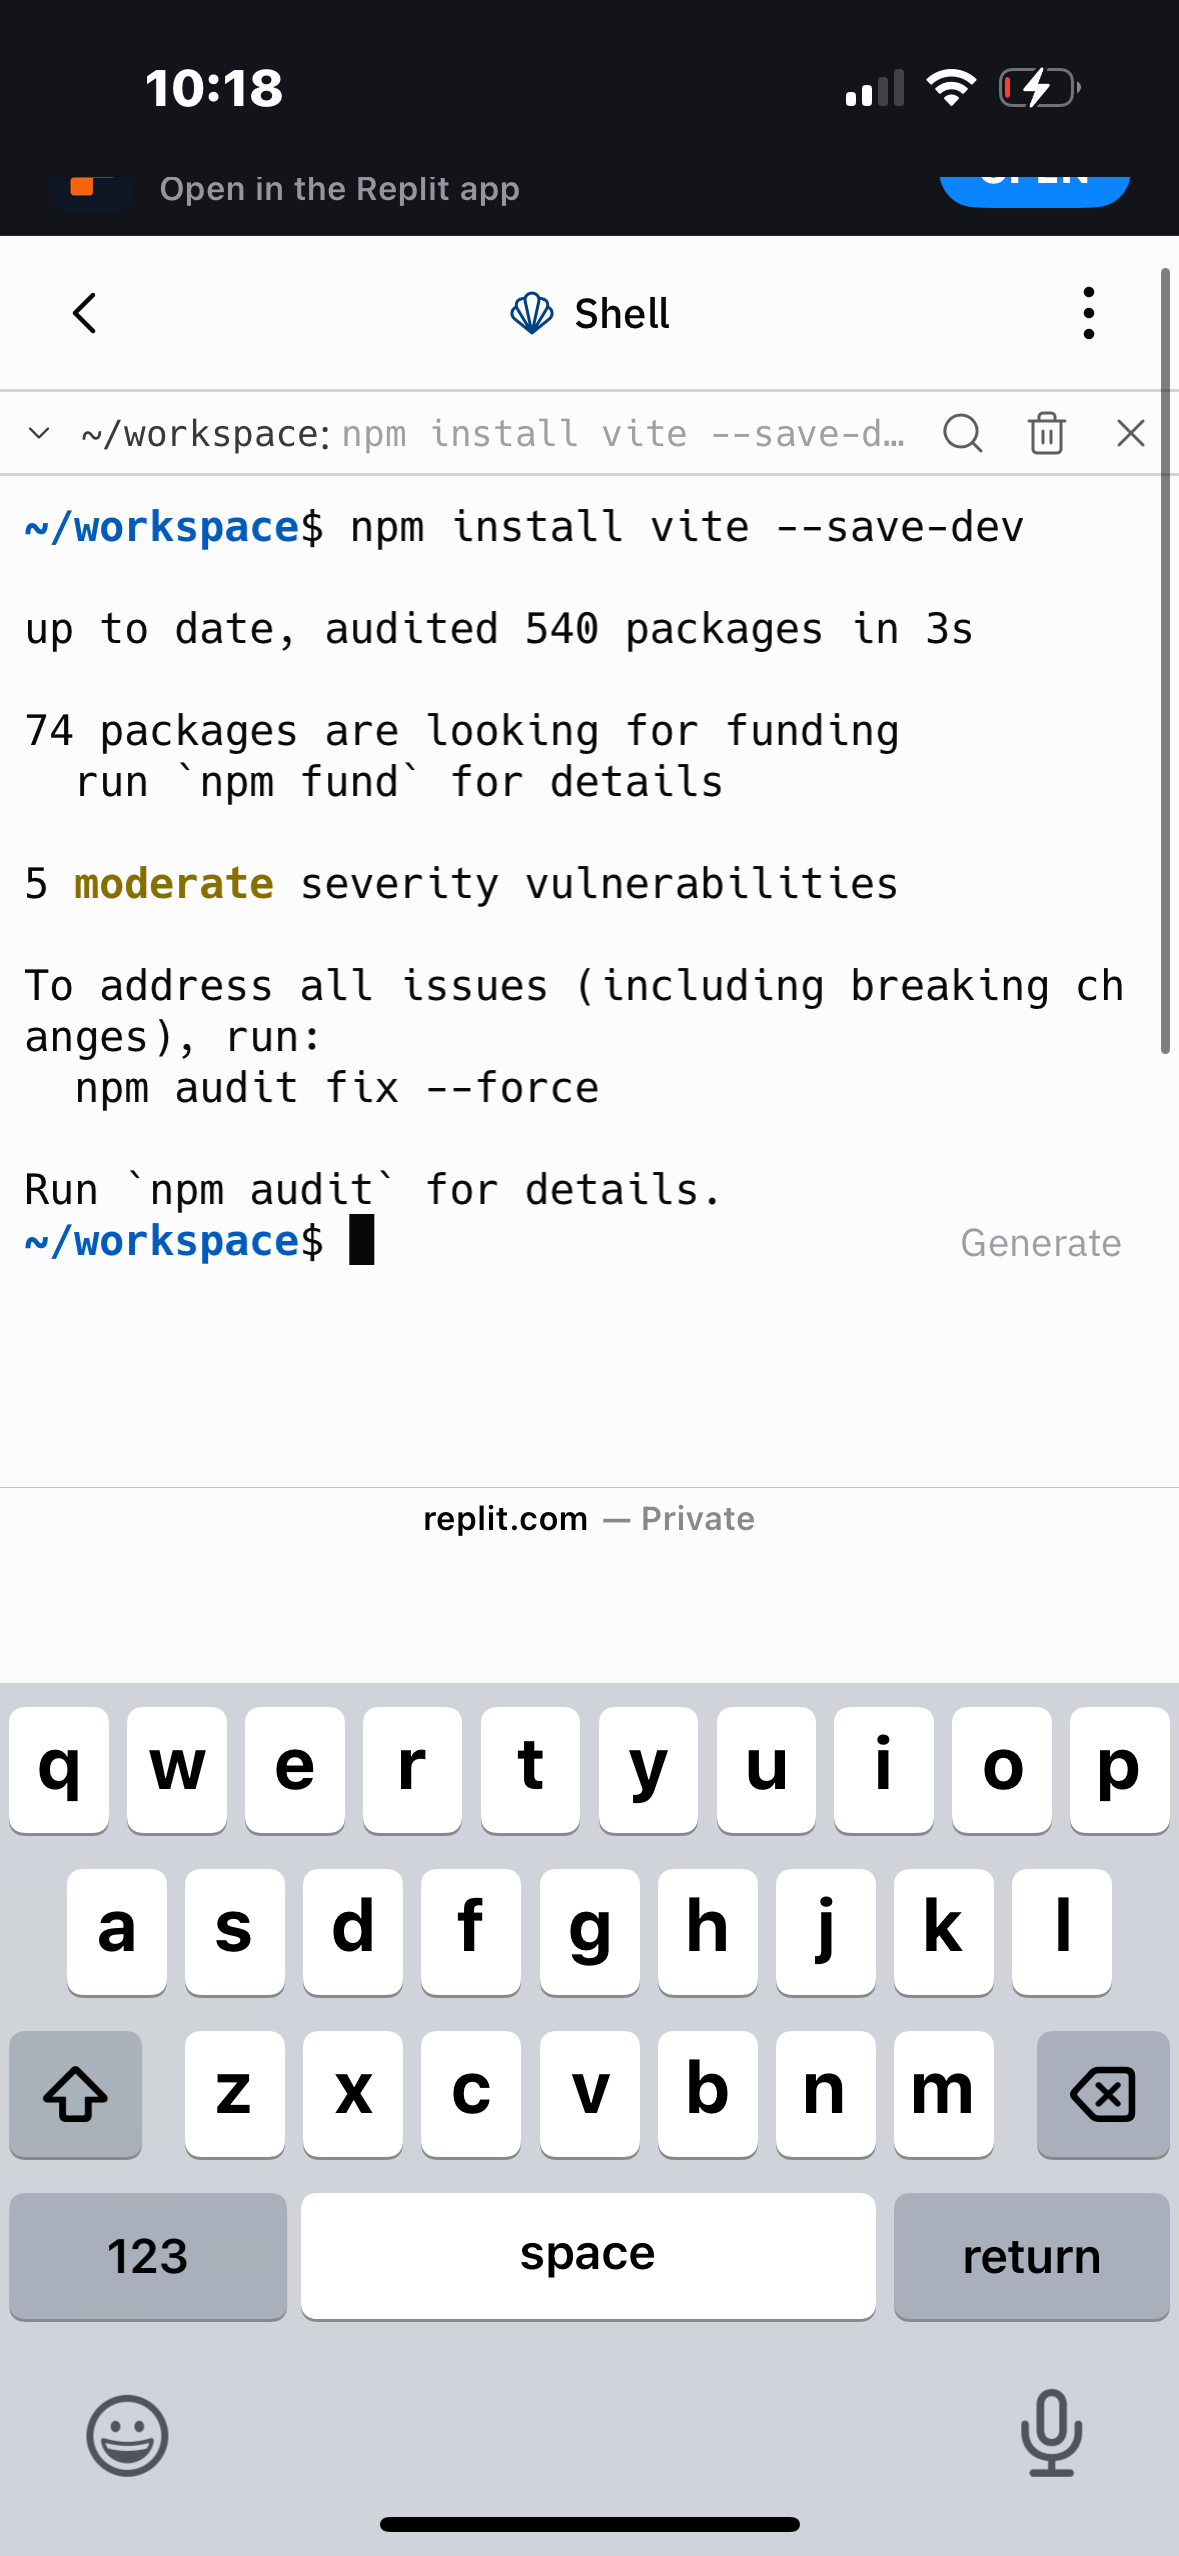 10:18
Open in the Replit app
OPEN
Shell
~/workspace: npm install vite --save-d…
~/workspace$ npm install vite --save-dev
up to date, audited 540 packages in 3s
74 packages are looking for funding
run `npm fund` for details
5 moderate severity vulnerabilities
To address all issues (including breaking ch
anges), run:
npm audit fix --force
Run `npm audit` for details.
~/workspace$
Generate
replit.com — Private
q w e r t y u i o p
a s d f g h j k l
z x c v b n m
123 space return